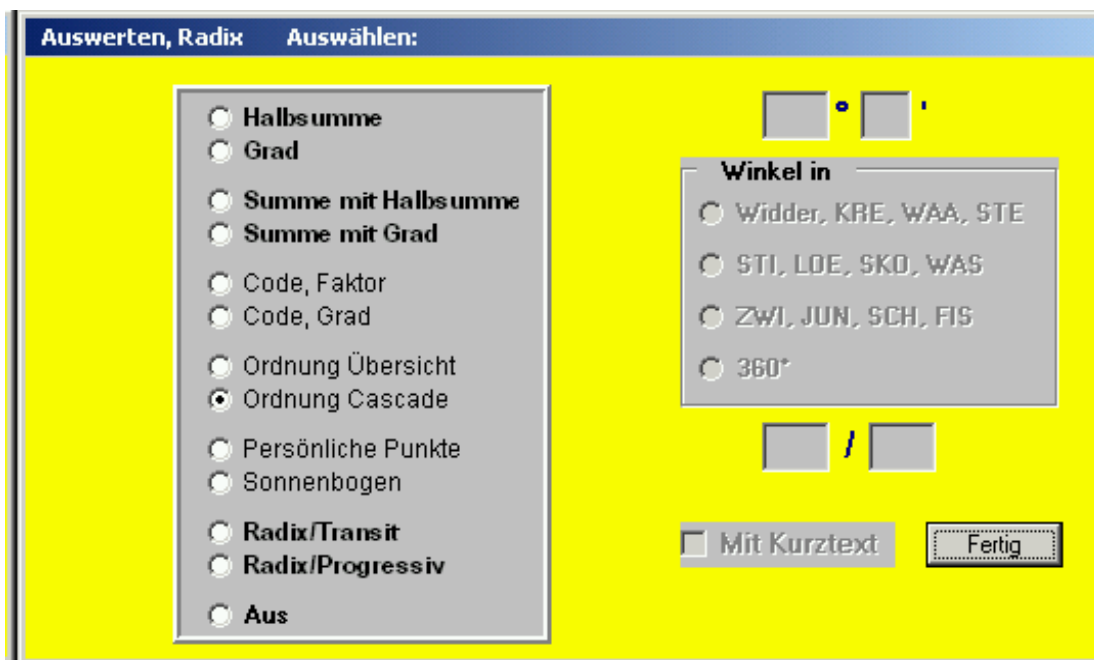 Auswerten, Radix Auswählen:
Halbsumme
Grad
Summe mit Halbsumme
Summe mit Grad
Code, Faktor
Code, Grad
Ordnung Übersicht
Ordnung Cascade
Persönliche Punkte
Sonnenbogen
Radix/Transit
Radix/Progressiv
Aus
° '
Winkel in
Widder, KRE, WAA, STE
STI, LOE, SKO, WAS
ZWI, JUN, SCH, FIS
360°
/
Mit Kurztext
Fertig